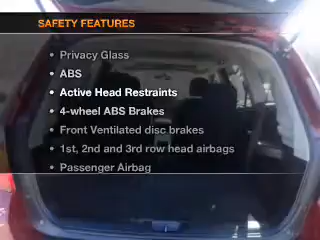 SAFETY FEATURES
• Privacy Glass
• ABS
• Active Head Restraints
• 4-wheel ABS Brakes
• Front Ventilated disc brakes
• 1st, 2nd and 3rd row head airbags
• Passenger Airbag